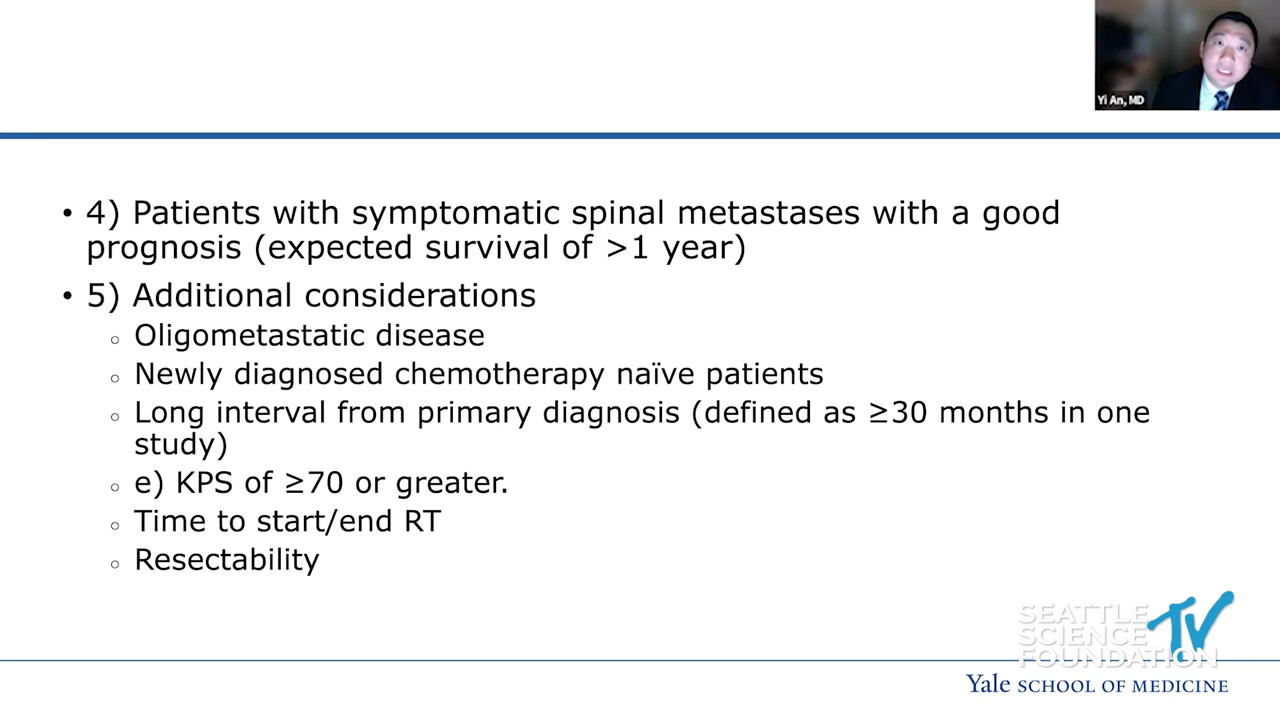 Yi An, MD
• 4) Patients with symptomatic spinal metastases with a good
prognosis (expected survival of >1 year)
• 5) Additional considerations
○ Oligometastatic disease
○ Newly diagnosed chemotherapy naïve patients
○ Long interval from primary diagnosis (defined as ≥30 months in one
study)
○ e) KPS of ≥70 or greater.
○ Time to start/end RT
○ Resectability
SEATTLE
SCIENCE
FOUNDATION
TV
Yale SCHOOL OF MEDICINE